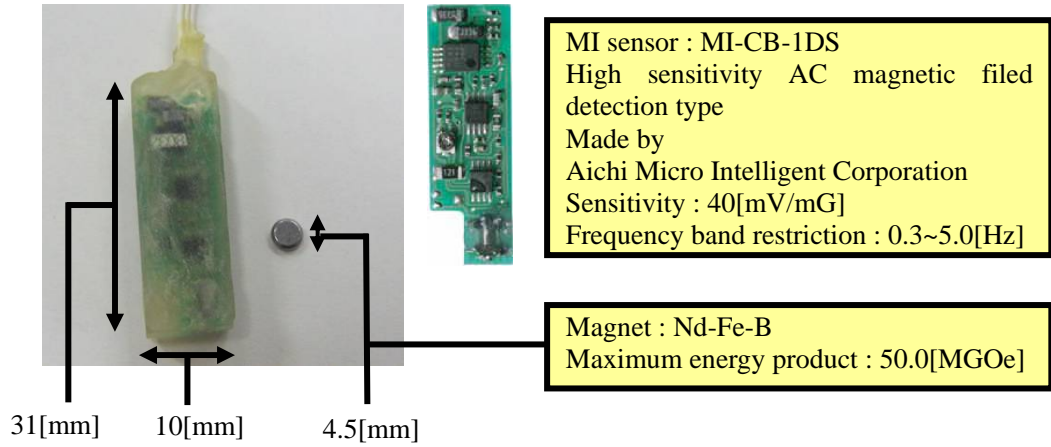 MI sensor : MI-CB-1DS
High sensitivity AC magnetic filed
detection type
Made by
Aichi Micro Intelligent Corporation
Sensitivity : 40[mV/mG]
Frequency band restriction : 0.3~5.0[Hz]
Magnet : Nd-Fe-B
Maximum energy product : 50.0[MGOe]
31[mm]
10[mm]
4.5[mm]
121